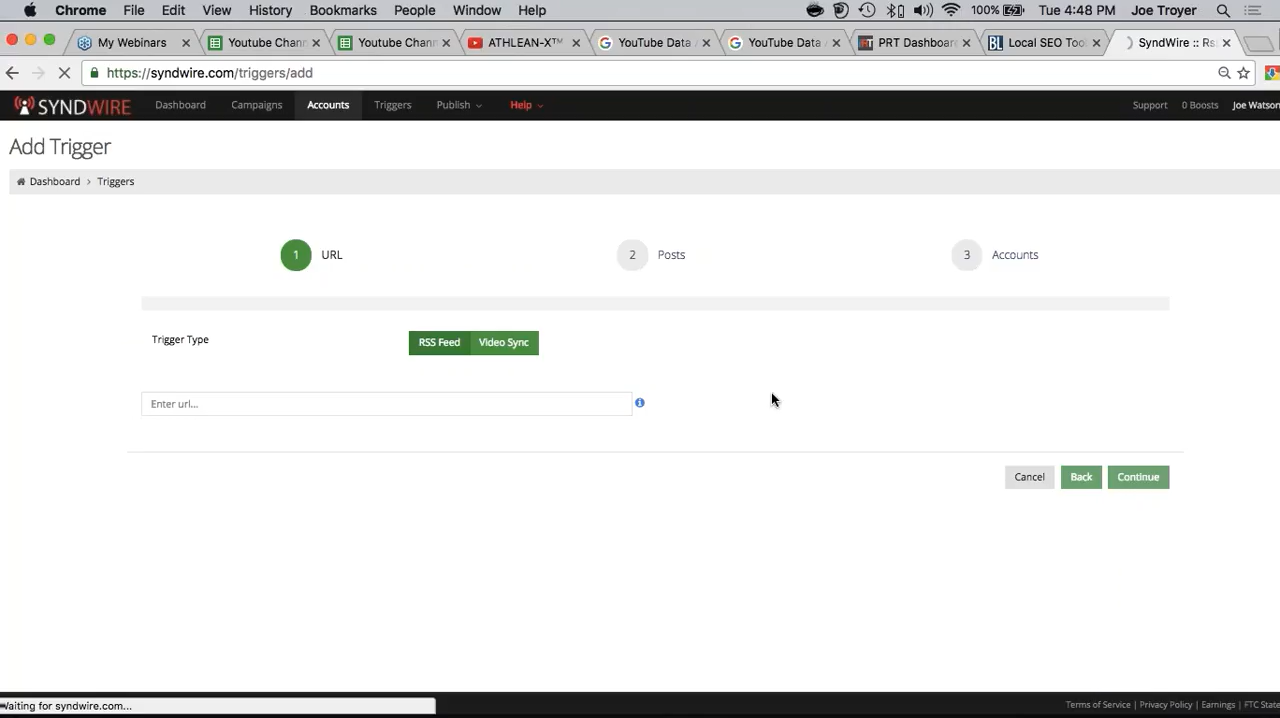 Chrome File Edit View History Bookmarks People Window Help 100% Tue 4:48 PM Joe Troyer
My Webinars Youtube Chann Youtube Chann ATHLEAN-X™ YouTube Data YouTube Data PRT Dashboar Local SEO Too SyndWire :: Rs
https://syndwire.com/triggers/add
SYNDWIRE Dashboard Campaigns Accounts Triggers Publish Help Support 0 Boosts Joe Watson
Add Trigger
Dashboard › Triggers
1 URL 2 Posts 3 Accounts
Trigger Type RSS Feed Video Sync
Enter url...
Cancel Back Continue
Waiting for syndwire.com...
Terms of Service | Privacy Policy | Earnings | FTC State